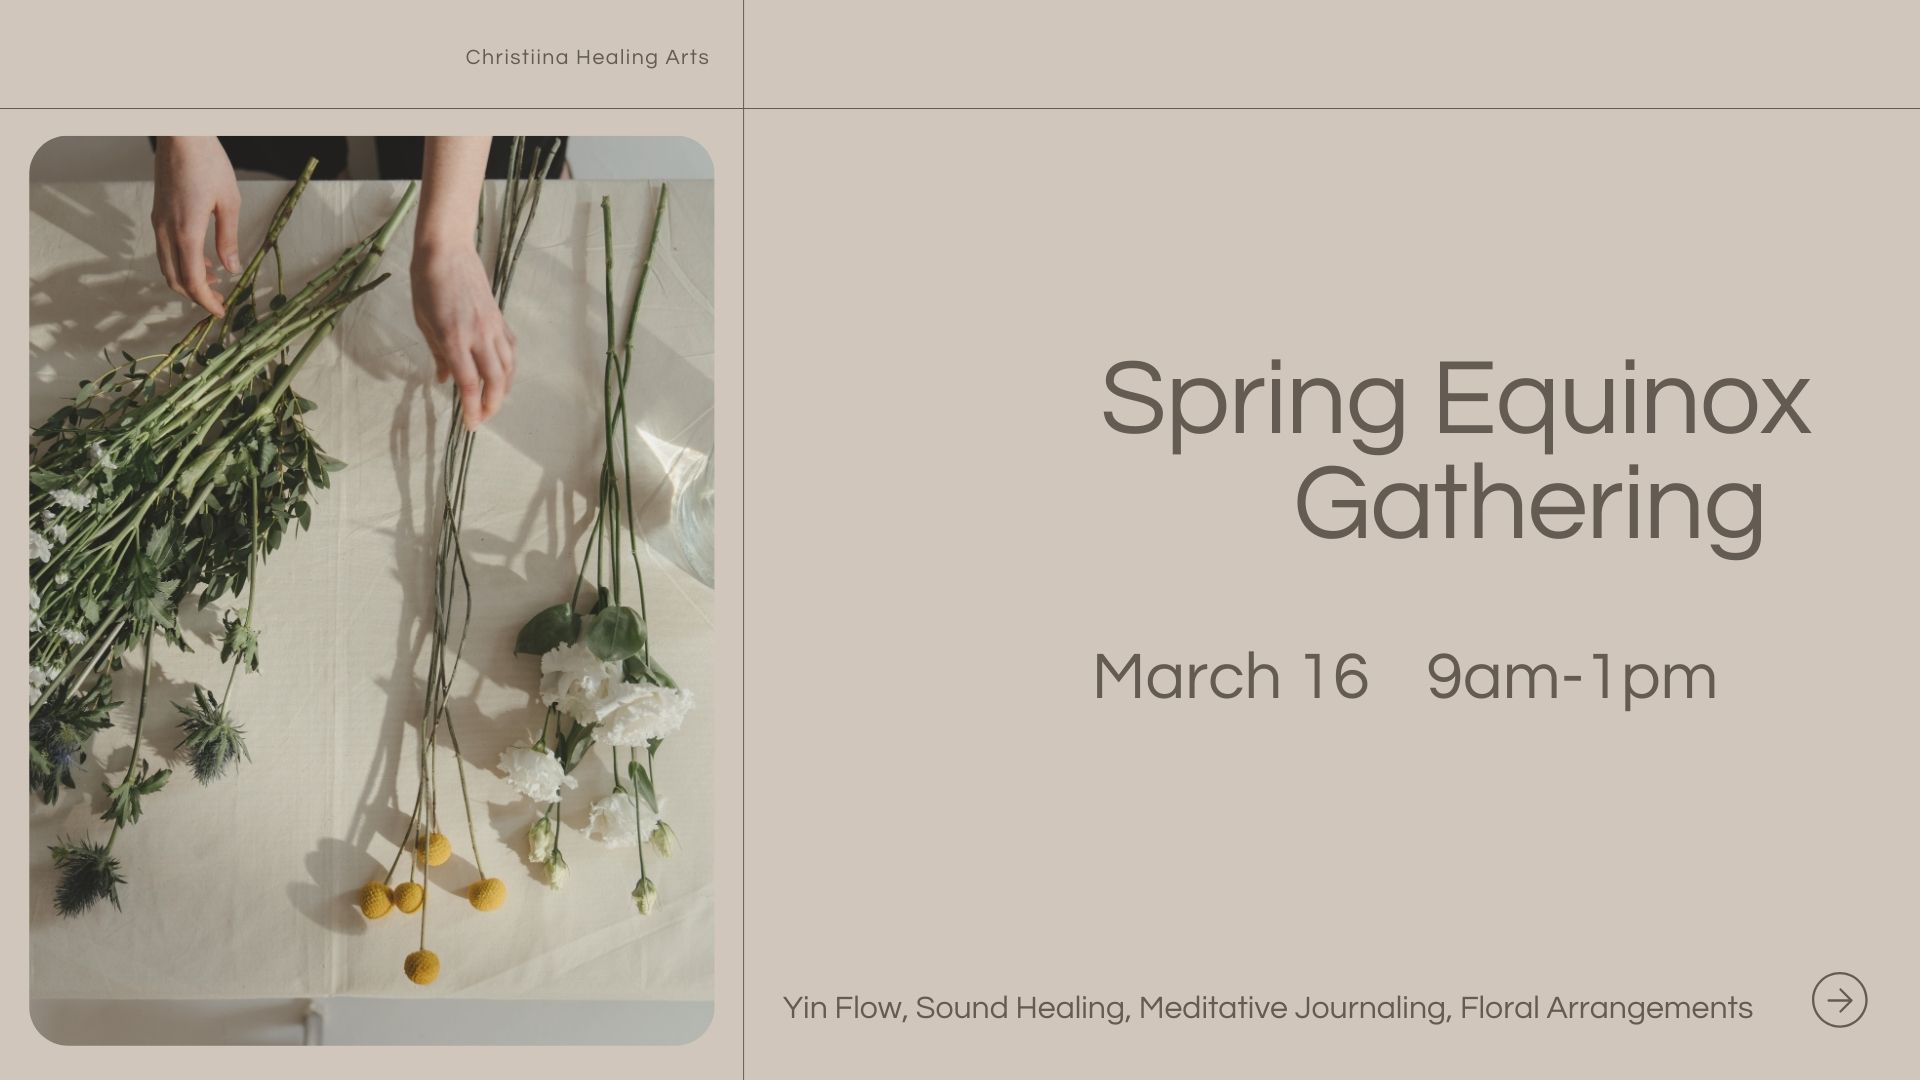 Christiina Healing Arts
Spring Equinox
Gathering
March 16 9am-1pm
Yin Flow, Sound Healing, Meditative Journaling, Floral Arrangements